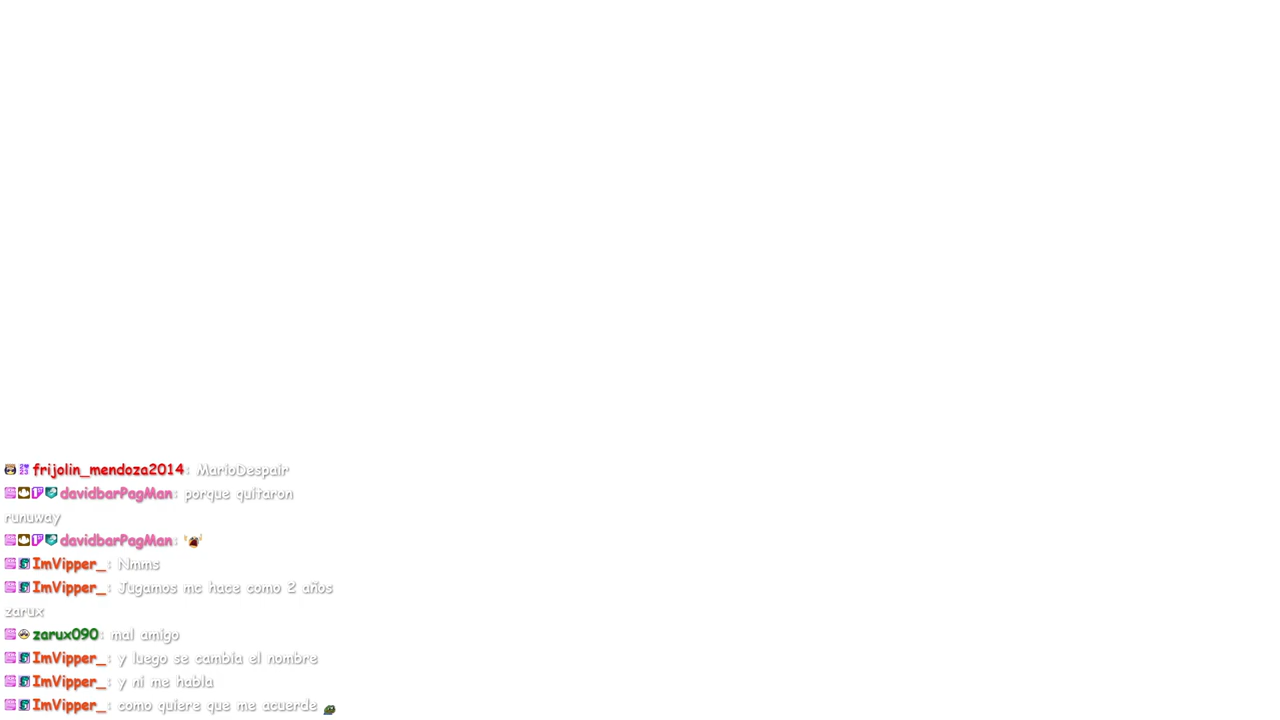 frijolin_mendoza2014: MarioDespair
davidbarPagMan: porque quitaron
runuway
davidbarPagMan:
ImVipper_: Nmms
ImVipper_: Jugamos mc hace como 2 años
zarux
zarux090: mal amigo
ImVipper_: y luego se cambia el nombre
ImVipper_: y ni me habla
ImVipper_: como quiere que me acuerde